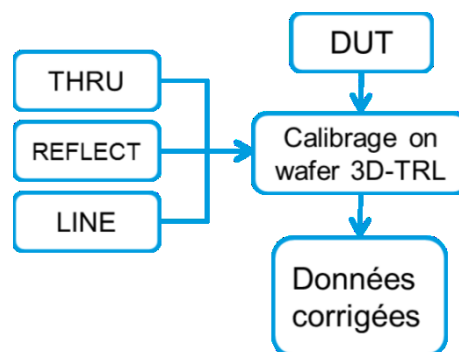 THRU
REFLECT
LINE
DUT
Calibrage on
wafer 3D-TRL
Données
corrigées